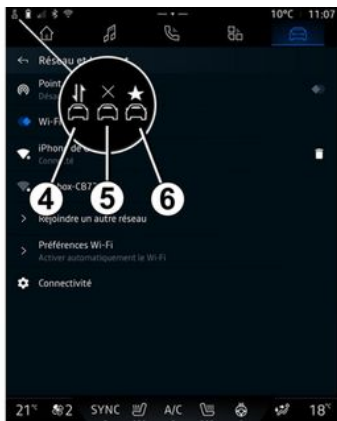 10°C 11:07
Réseau et
Point
Désa
Wi-F
iPhone de
Connecté
box-CB7
4 5 6
Rejoindre un autre réseau
Préférences Wi-Fi
Activer automatiquement le Wi-Fi
Connectivité
21°c 2 SYNC A/C 18°c